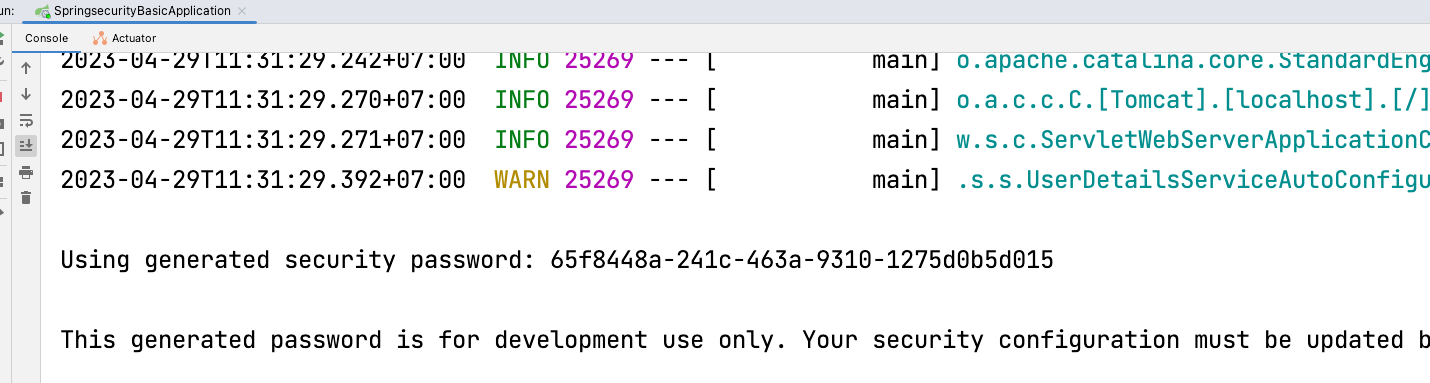 un: SpringsecurityBasicApplication ×
Console Actuator
2023-04-29T11:31:29.242+07:00  INFO 25269 --- [           main] o.apache.catalina.core.StandardEng
2023-04-29T11:31:29.270+07:00  INFO 25269 --- [           main] o.a.c.c.C.[Tomcat].[localhost].[/]
2023-04-29T11:31:29.271+07:00  INFO 25269 --- [           main] w.s.c.ServletWebServerApplicationC
2023-04-29T11:31:29.392+07:00  WARN 25269 --- [           main] .s.s.UserDetailsServiceAutoConfigu
Using generated security password: 65f8448a-241c-463a-9310-1275d0b5d015
This generated password is for development use only. Your security configuration must be updated b